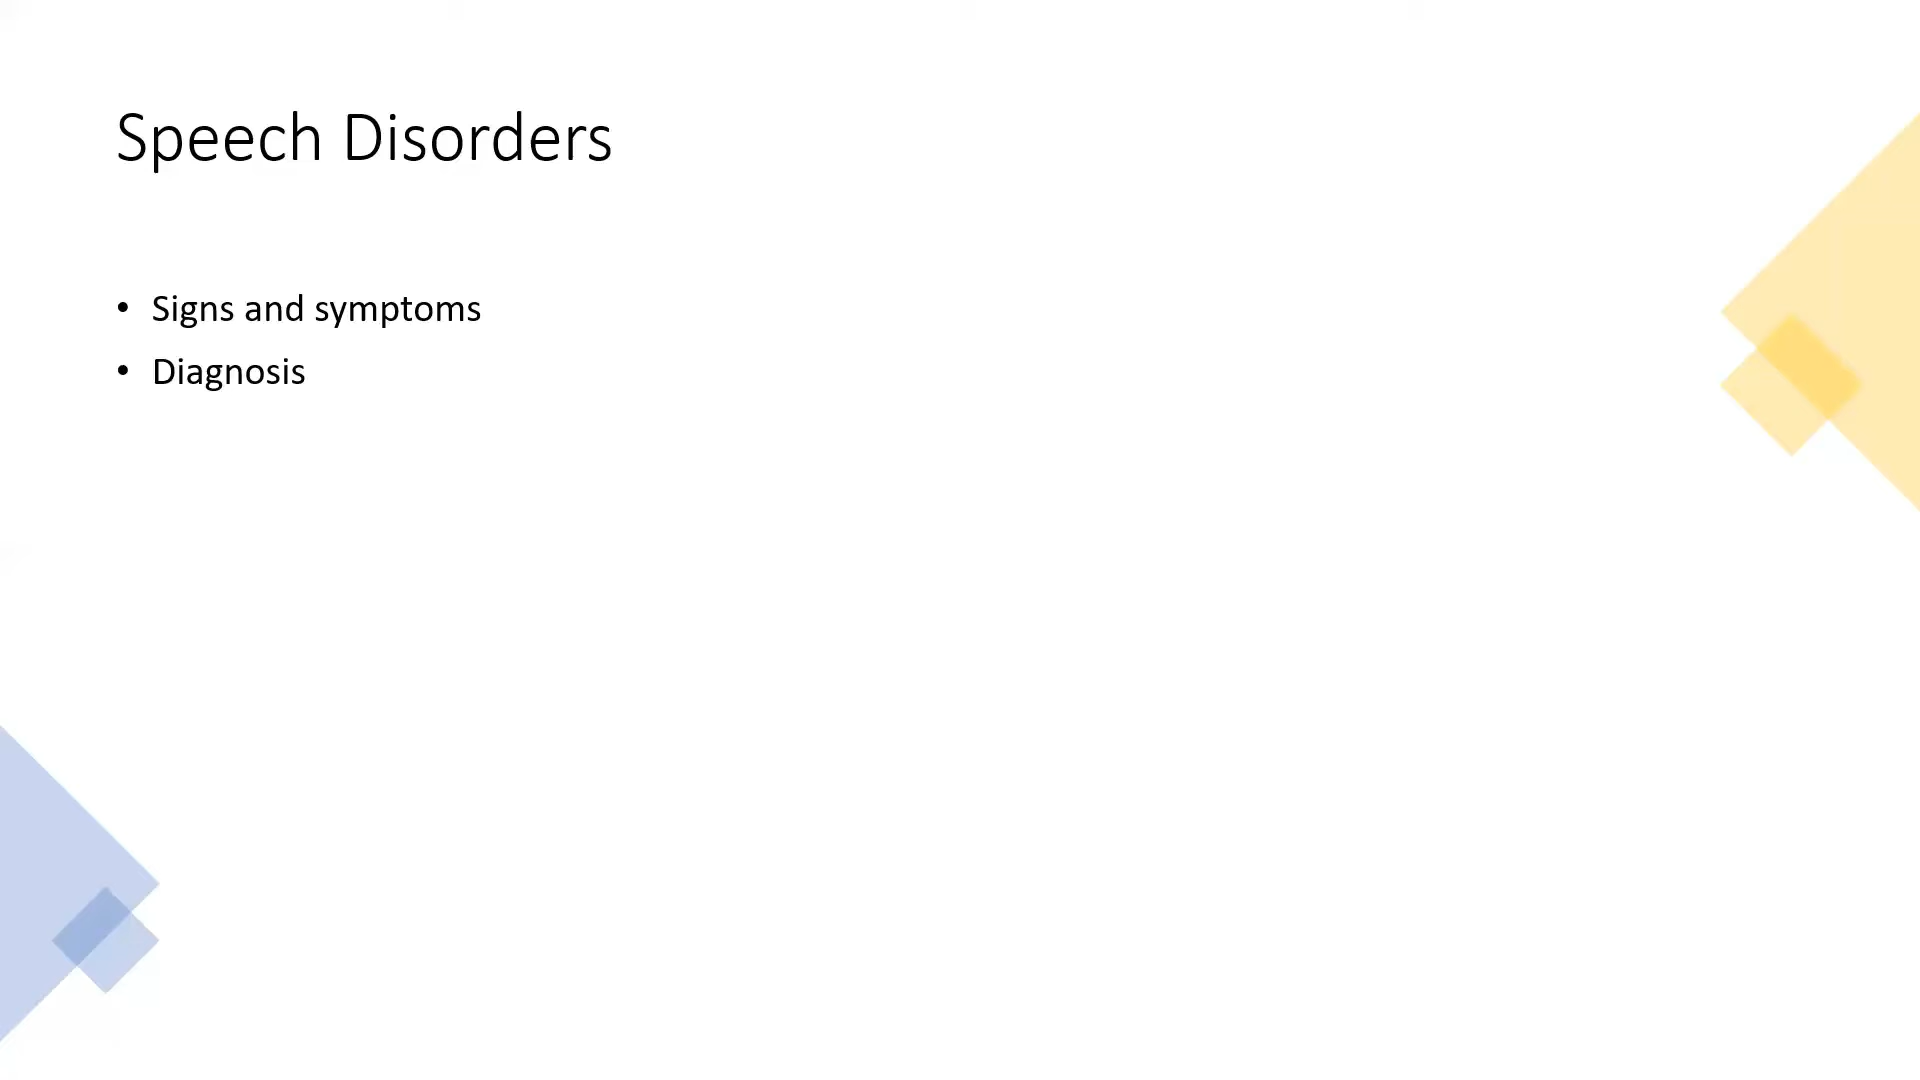 Speech Disorders
• Signs and symptoms
• Diagnosis